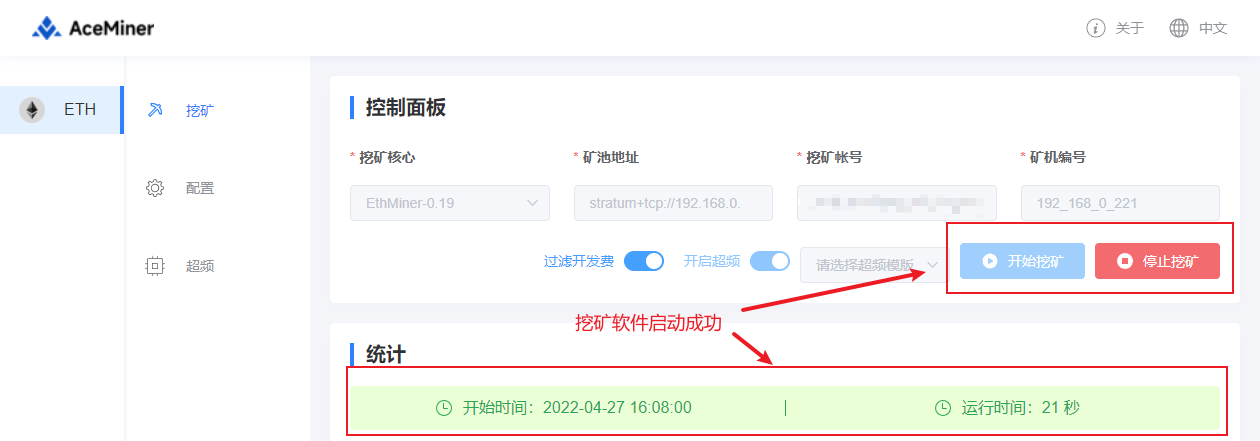 AceMiner
关于
中文
ETH
挖矿
配置
超频
控制面板
* 挖矿核心
* 矿池地址
* 挖矿帐号
* 矿机编号
EthMiner-0.19
stratum+tcp://192.168.0.
192_168_0_221
过滤开发费
开启超频
请选择超频模版
开始挖矿
停止挖矿
挖矿软件启动成功
统计
开始时间：2022-04-27 16:08:00
运行时间：21 秒